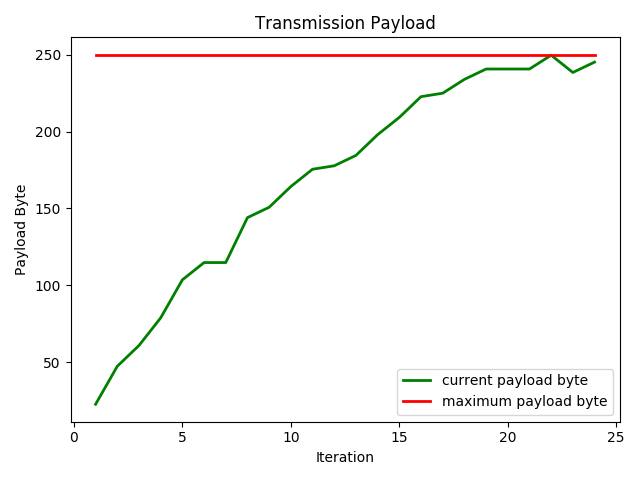 Transmission Payload
250
200
150
100
50
Payload Byte
0
5
10
15
20
25
Iteration
current payload byte
maximum payload byte